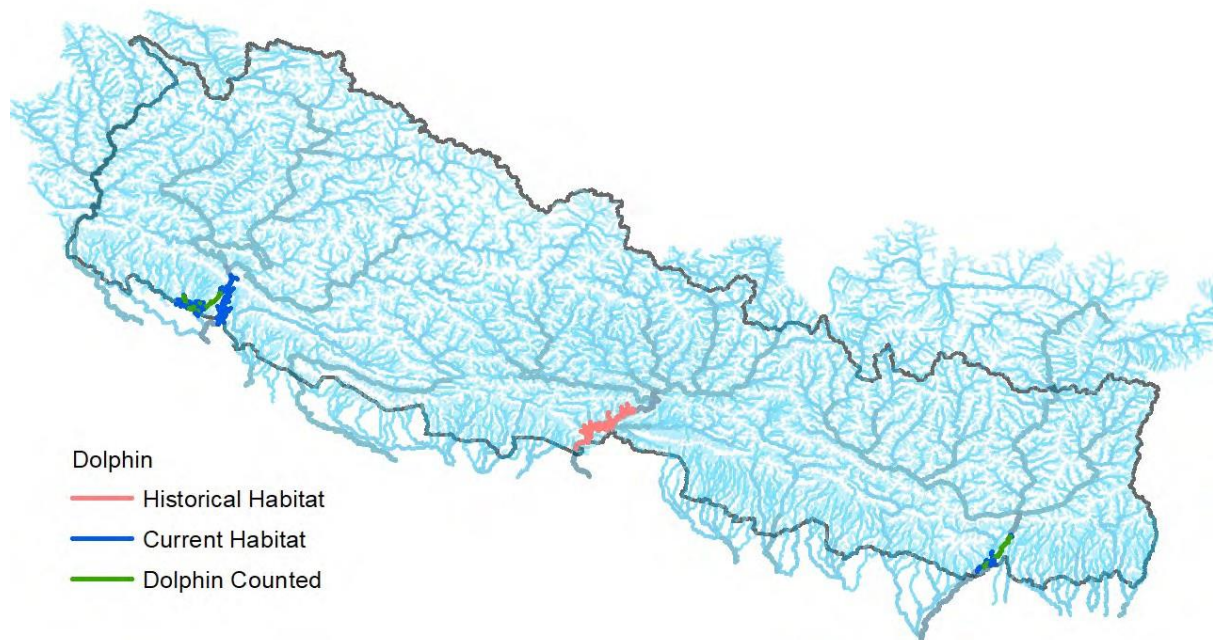 Dolphin
Historical Habitat
Current Habitat
Dolphin Counted